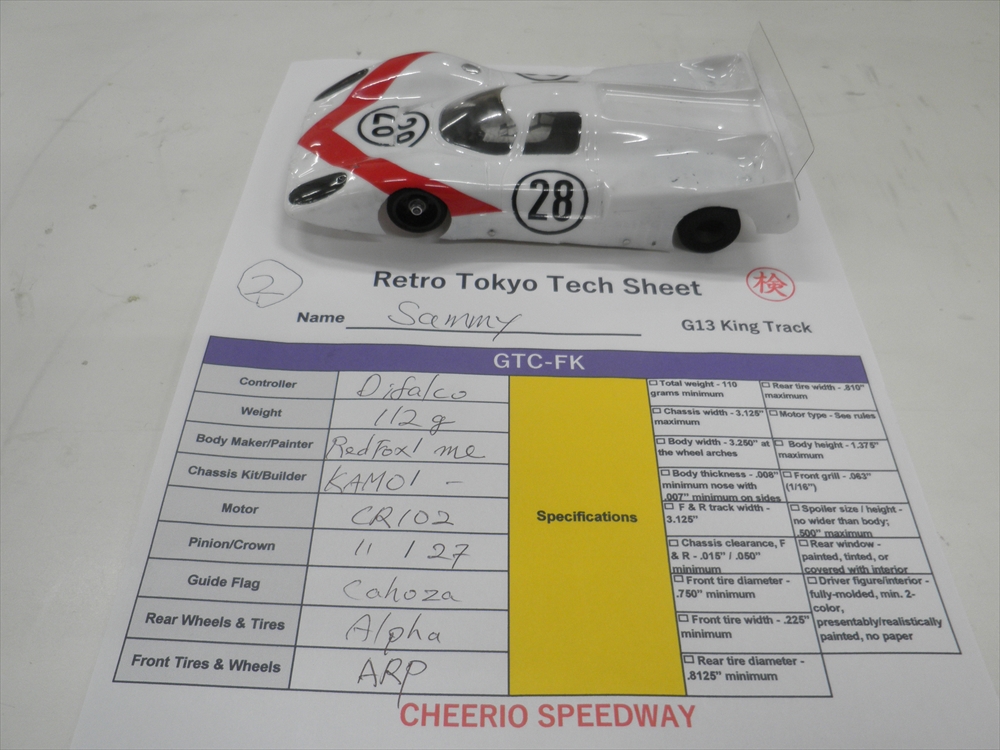 28
28
2
Retro Tokyo Tech Sheet
検
Name Sammy
G13 King Track
GTC-FK
Controller Difalco
Weight 112g
Body Maker/Painter RedFox/ me
Chassis Kit/Builder KAMO/ -
Motor CR102
Pinion/Crown 11 / 27
Guide Flag Cahoza
Rear Wheels & Tires Alpha
Front Tires & Wheels ARP
Specifications
Total weight - 110
grams minimum
Rear tire width - .810"
maximum
Chassis width - 3.125"
maximum
Motor type - See rules
Body width - 3.250" at
the wheel arches
Body height - 1.375"
maximum
Body thickness - .008"
minimum nose with
.007" minimum on sides
Front grill - .063"
(1/16")
F & R track width -
3.125"
Spoiler size / height -
no wider than body;
.500" maximum
Chassis clearance, F
& R - .015" / .050"
minimum
Rear window -
painted, tinted, or
covered with interior
Front tire diameter -
.750" minimum
Driver figure/interior -
fully-molded, min. 2-
color,
presentably/realistically
painted, no paper
Front tire width - .225"
minimum
Rear tire diameter -
.8125" minimum
CHEERIO SPEEDWAY